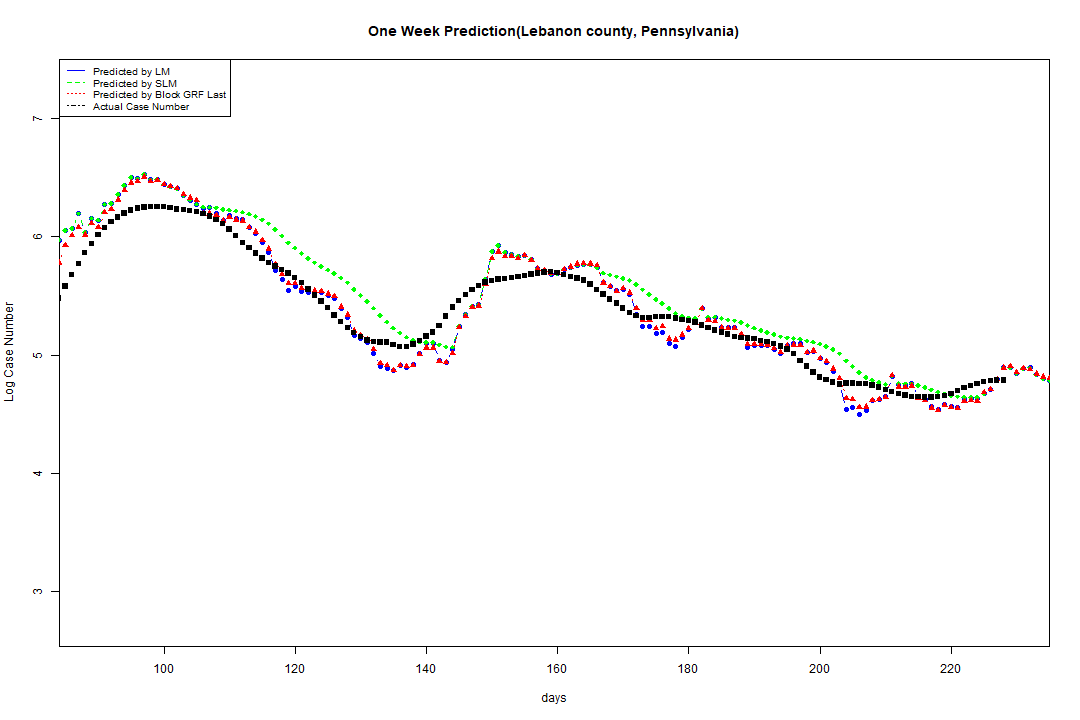 One Week Prediction(Lebanon county, Pennsylvania)
Predicted by LM
Predicted by SLM
Predicted by Block GRF Last
Actual Case Number
7
6
5
4
3
Log Case Number
100 120 140 160 180 200 220
days